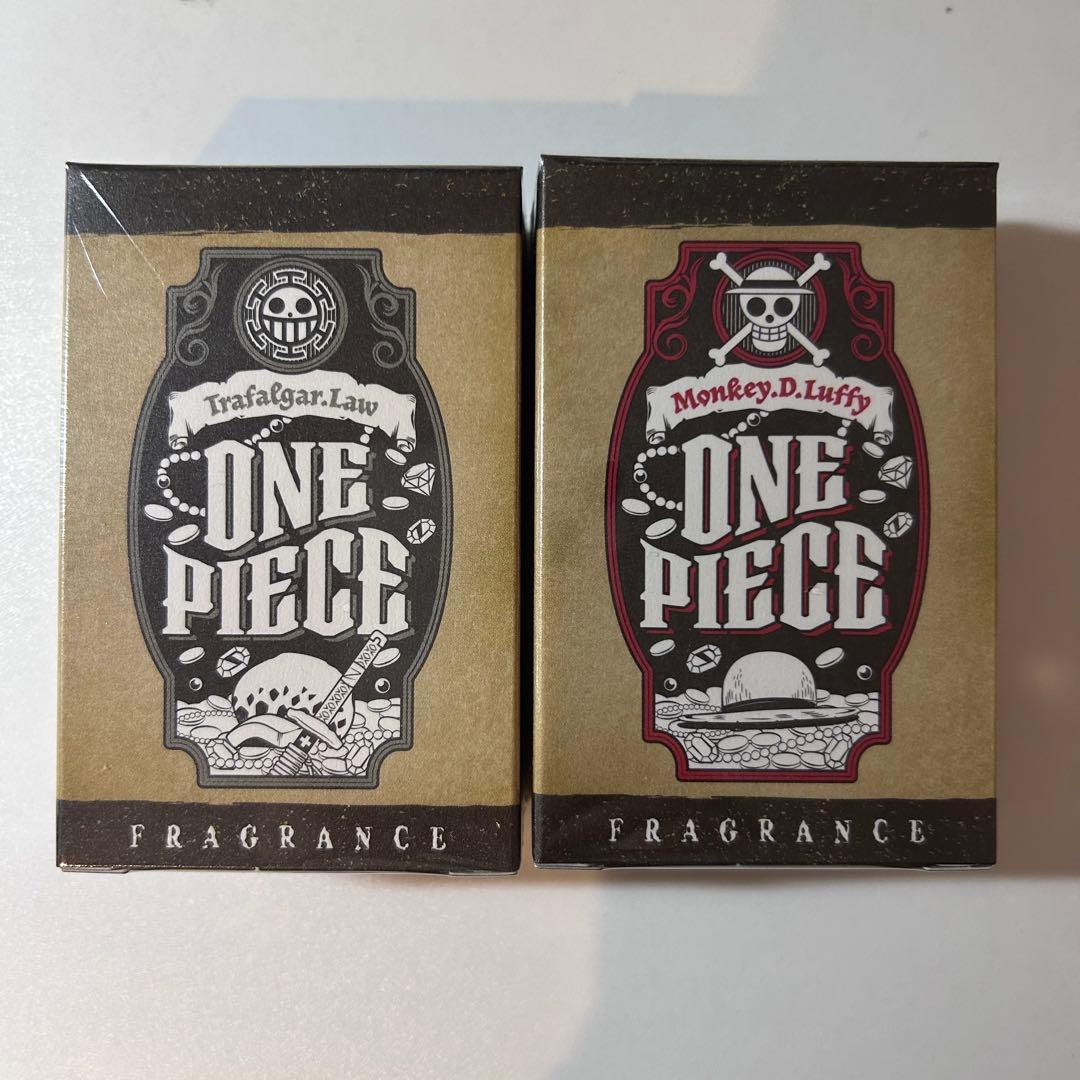 Trafalgar.Law
ONE
PIECE
FRAGRANCE
Monkey.D.Luffy
ONE
PIECE
FRAGRANCE